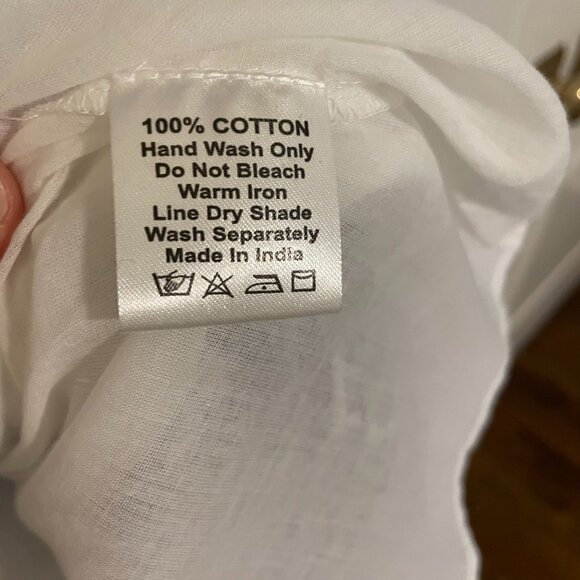 100% COTTON
Hand Wash Only
Do Not Bleach
Warm Iron
Line Dry Shade
Wash Separately
Made In India